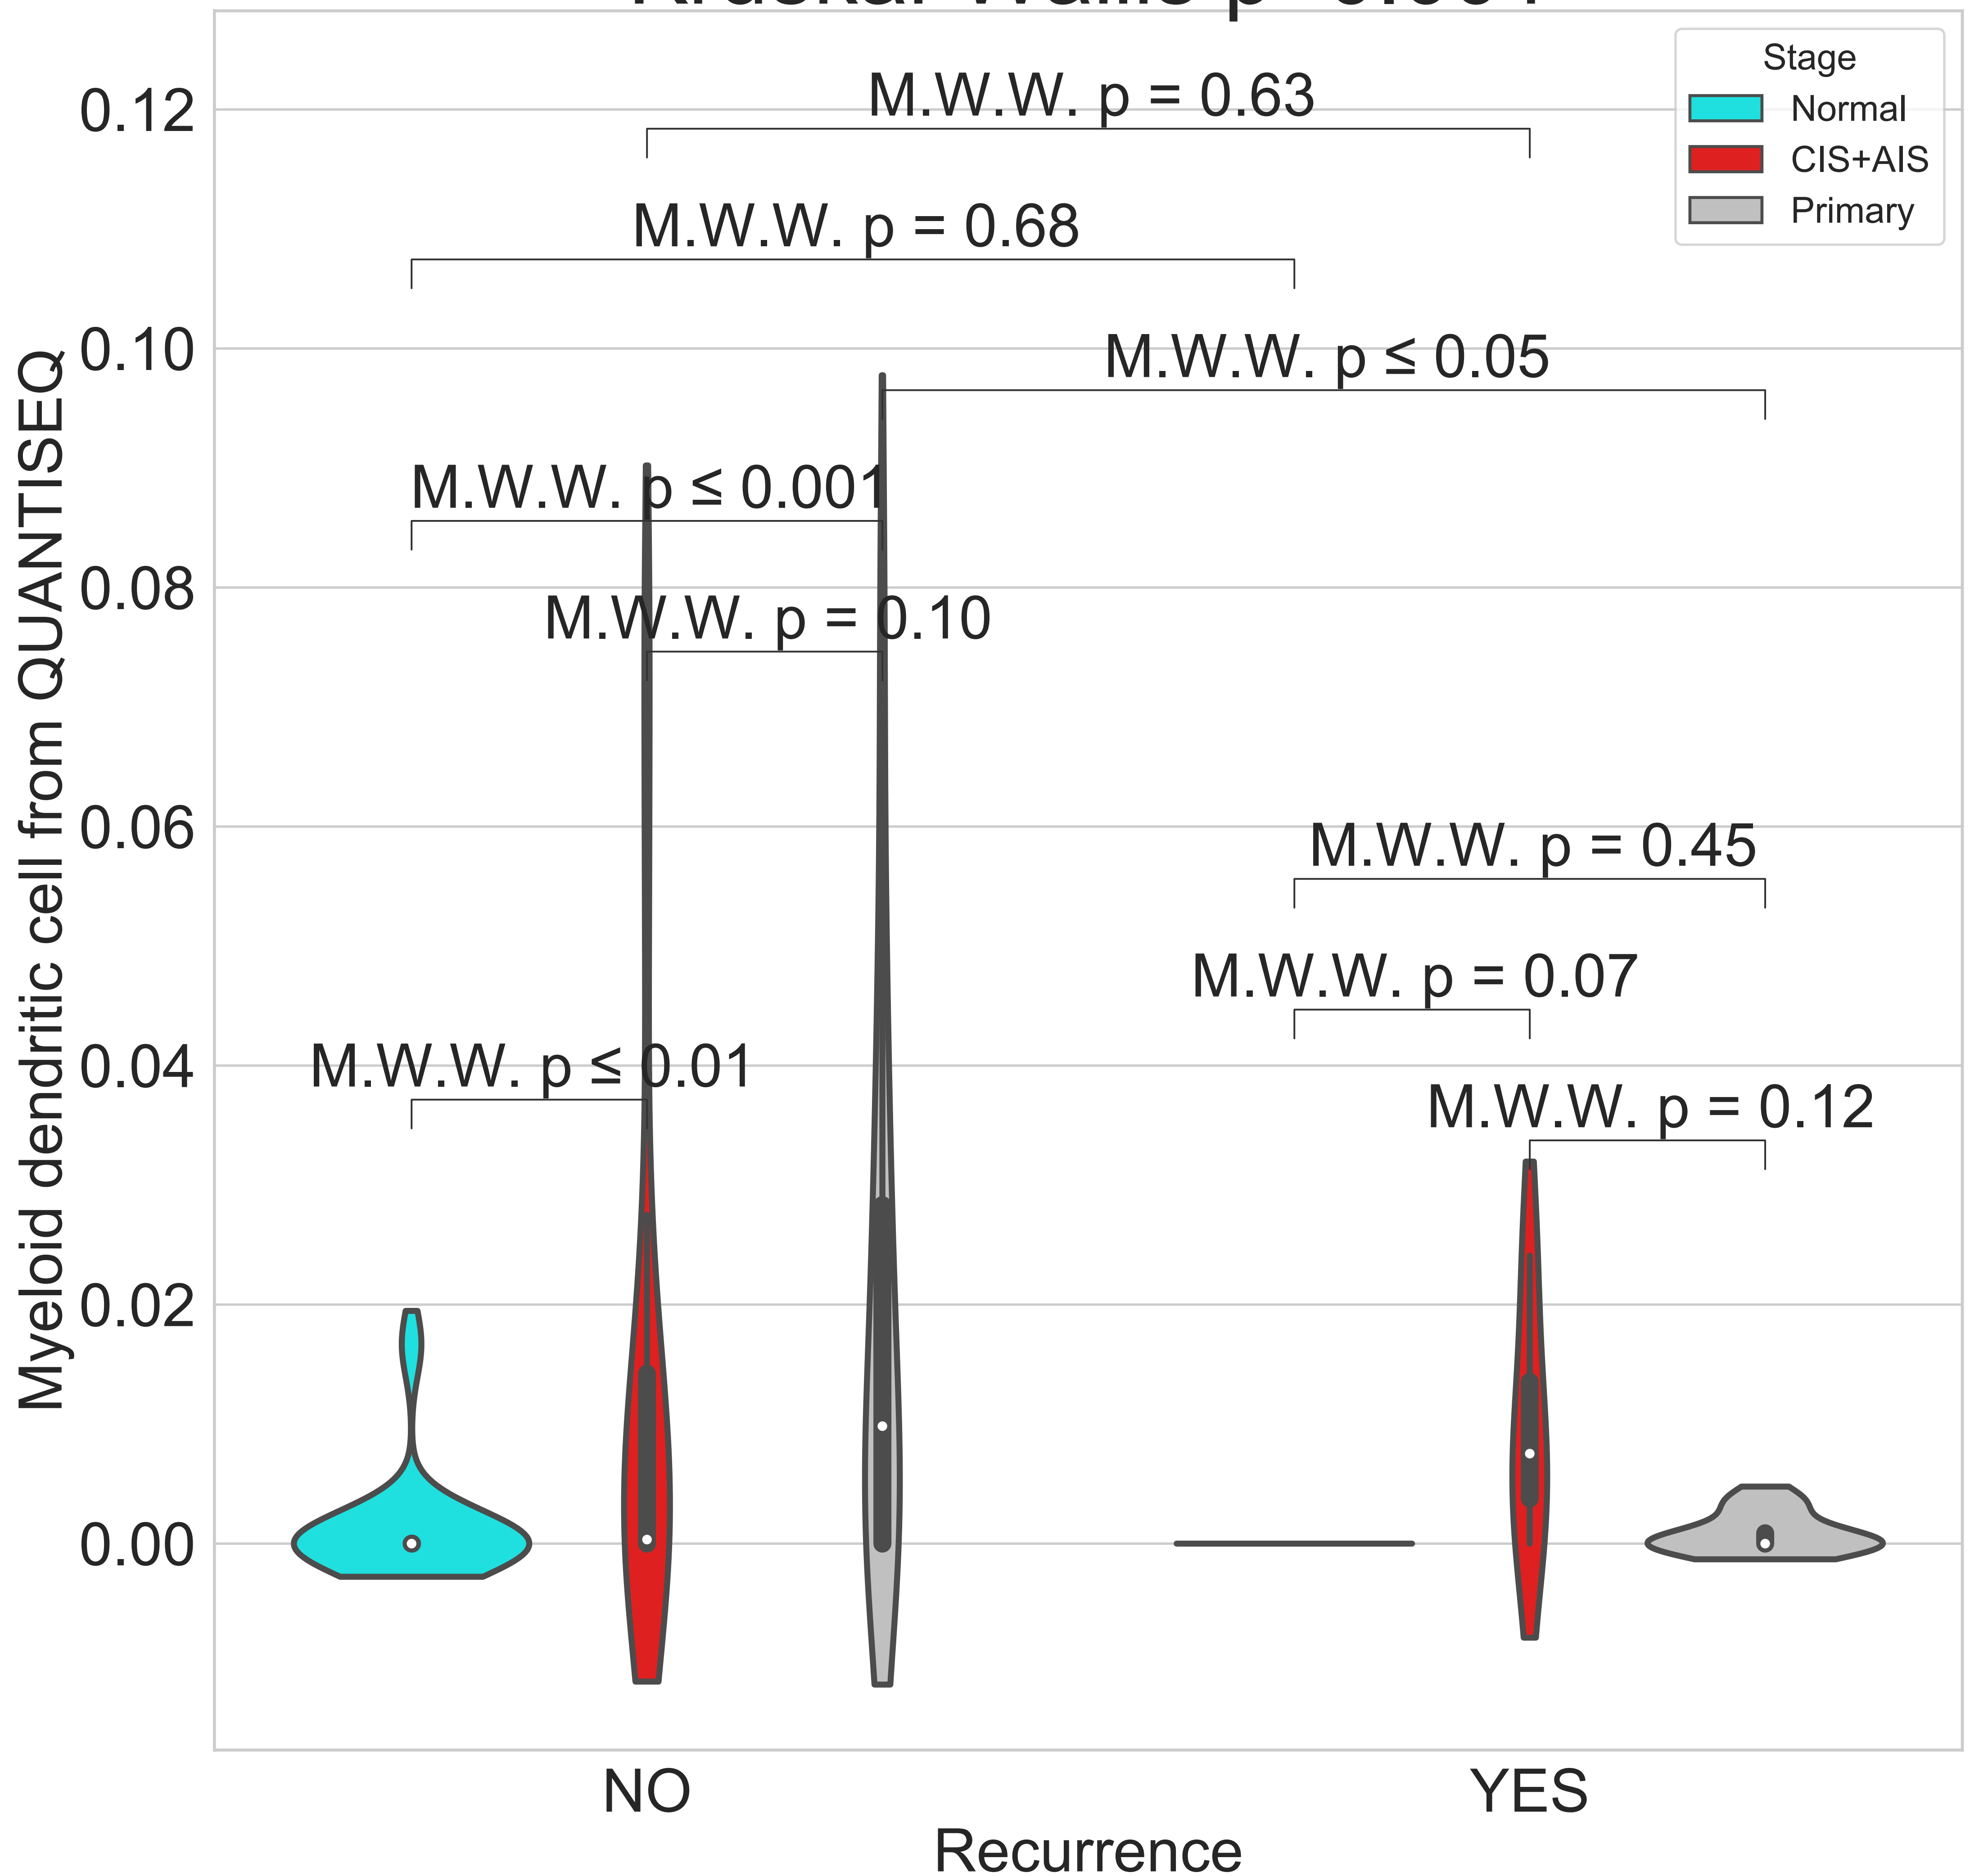 M.W.W. p = 0.63
M.W.W. p = 0.68
M.W.W. p ≤ 0.05
M.W.W. p ≤ 0.001
M.W.W. p = 0.10
M.W.W. p = 0.45
M.W.W. p = 0.07
M.W.W. p ≤ 0.01
M.W.W. p = 0.12
Stage
Normal
CIS+AIS
Primary
Myeloid dendritic cell from QUANTISEQ
0.12
0.10
0.08
0.06
0.04
0.02
0.00
NO
YES
Recurrence